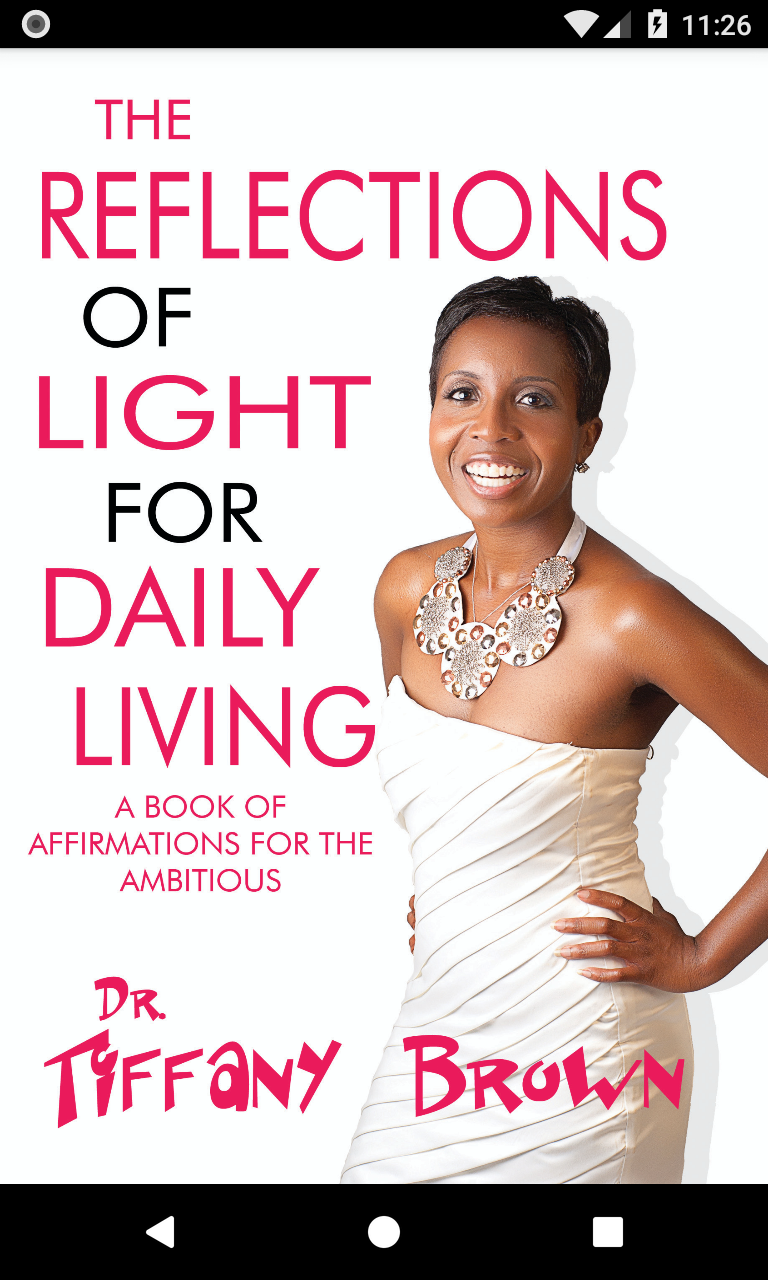 11:26
THE
REFLECTIONS
OF
LIGHT
FOR
DAILY
LIVING
A BOOK OF
AFFIRMATIONS FOR THE
AMBITIOUS
DR.
TIFFANY BROWN